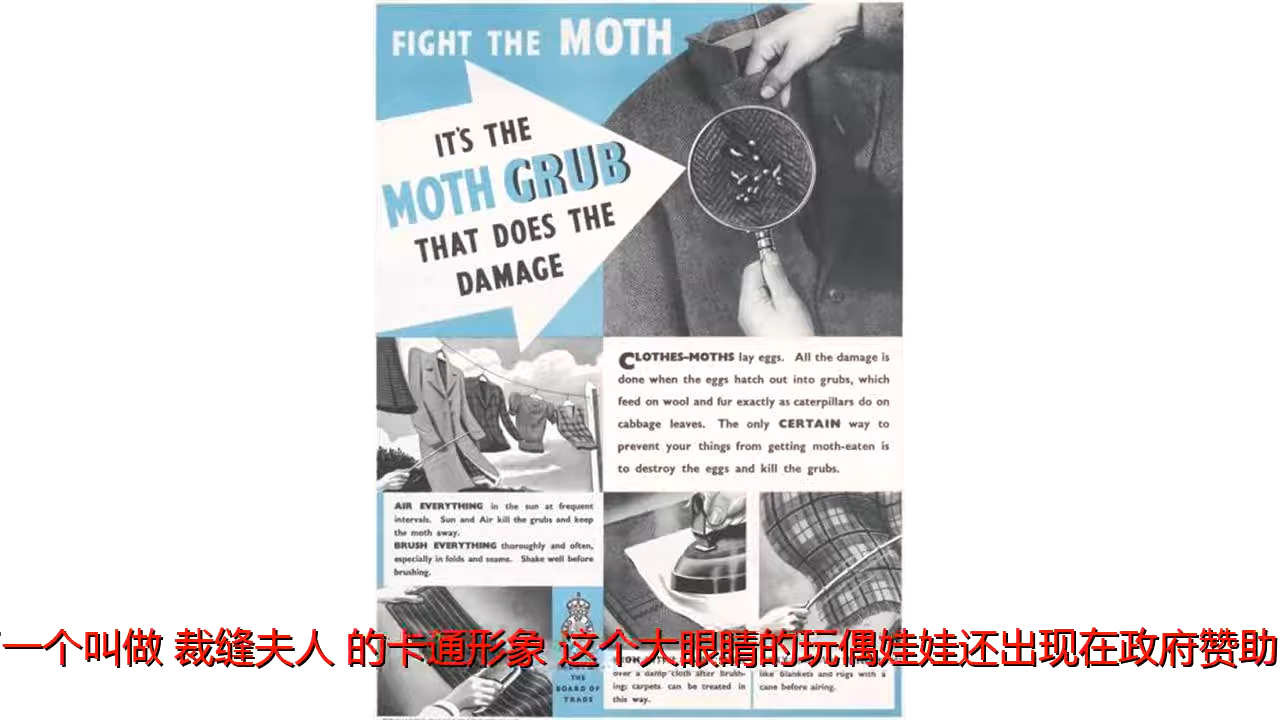 FIGHT THE MOTH
IT'S THE
MOTH GRUB
THAT DOES THE
DAMAGE
CLOTHES-MOTHS lay eggs. All the damage is
done when the eggs hatch out into grubs, which
feed on wool and fur exactly as caterpillars do on
cabbage leaves. The only CERTAIN way to
prevent your things from getting moth-eaten is
to destroy the eggs and kill the grubs.
AIR EVERYTHING in the sun at frequent
intervals. Sun and Air kill the grubs and keep
the moth away.
BRUSH EVERYTHING thoroughly and often,
especially in folds and seams. Shake well before
brushing.
一个叫做 裁缝夫人 的卡通形象 这个大眼睛的玩偶娃娃还出现在政府赞助
THE
BOARD OF
TRADE
over a damp cloth after brush-
ing; carpets can be treated in
this way.
like blankets and rugs with a
cane before airing.